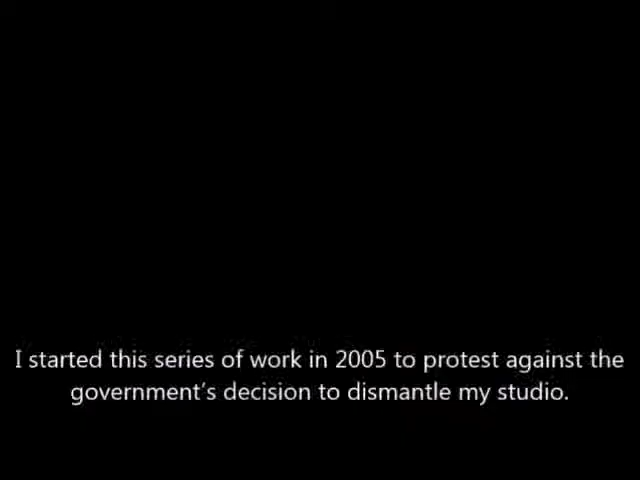 I started this series of work in 2005 to protest against the
government’s decision to dismantle my studio.